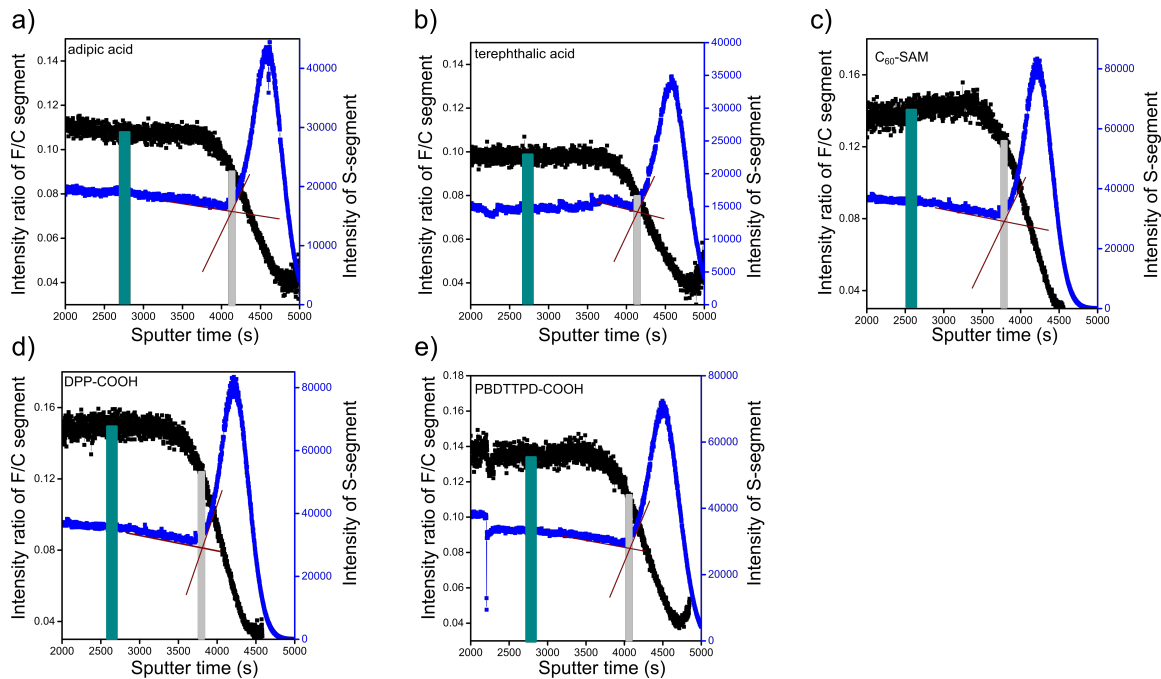 a)
adipic acid
Intensity ratio of F/C segment
0.14
0.12
0.10
0.08
0.06
0.04
40000
30000
20000
10000
0
Intensity of S-segment
2000 2500 3000 3500 4000 4500 5000
Sputter time (s)
b)
terephthalic acid
Intensity ratio of F/C segment
0.14
0.12
0.10
0.08
0.06
0.04
40000
35000
30000
25000
20000
15000
10000
5000
0
Intensity of S-segment
2000 2500 3000 3500 4000 4500 5000
Sputter time (s)
c)
C₆₀-SAM
Intensity ratio of F/C segment
0.16
0.12
0.08
0.04
80000
60000
40000
20000
0
Intensity of S-segment
2000 2500 3000 3500 4000 4500 5000
Sputter time (s)
d)
DPP-COOH
Intensity ratio of F/C segment
0.16
0.12
0.08
0.04
80000
60000
40000
20000
0
Intensity of S-segment
2000 2500 3000 3500 4000 4500 5000
Sputter time (s)
e)
PBDTTPD-COOH
Intensity ratio of F/C segment
0.18
0.16
0.14
0.12
0.10
0.08
0.06
0.04
80000
60000
40000
20000
0
Intensity of S-segment
2000 2500 3000 3500 4000 4500 5000
Sputter time (s)